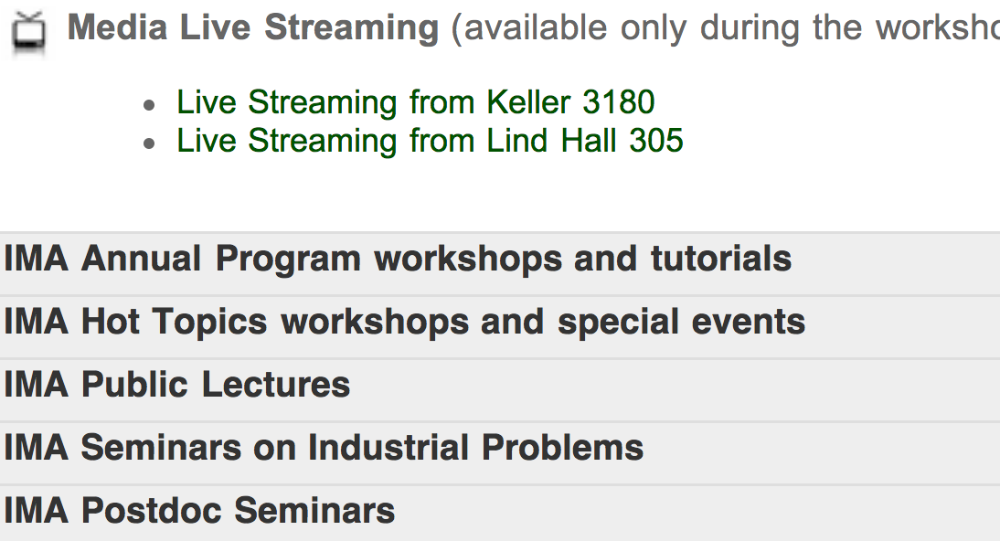 Media Live Streaming (available only during the
Live Streaming from Keller 3180
Live Streaming from Lind Hall 305
IMA Annual Program workshops and tutorials
IMA Hot Topics workshops and special events
IMA Public Lectures
IMA Seminars on Industrial Problems
IMA Postdoc Seminars